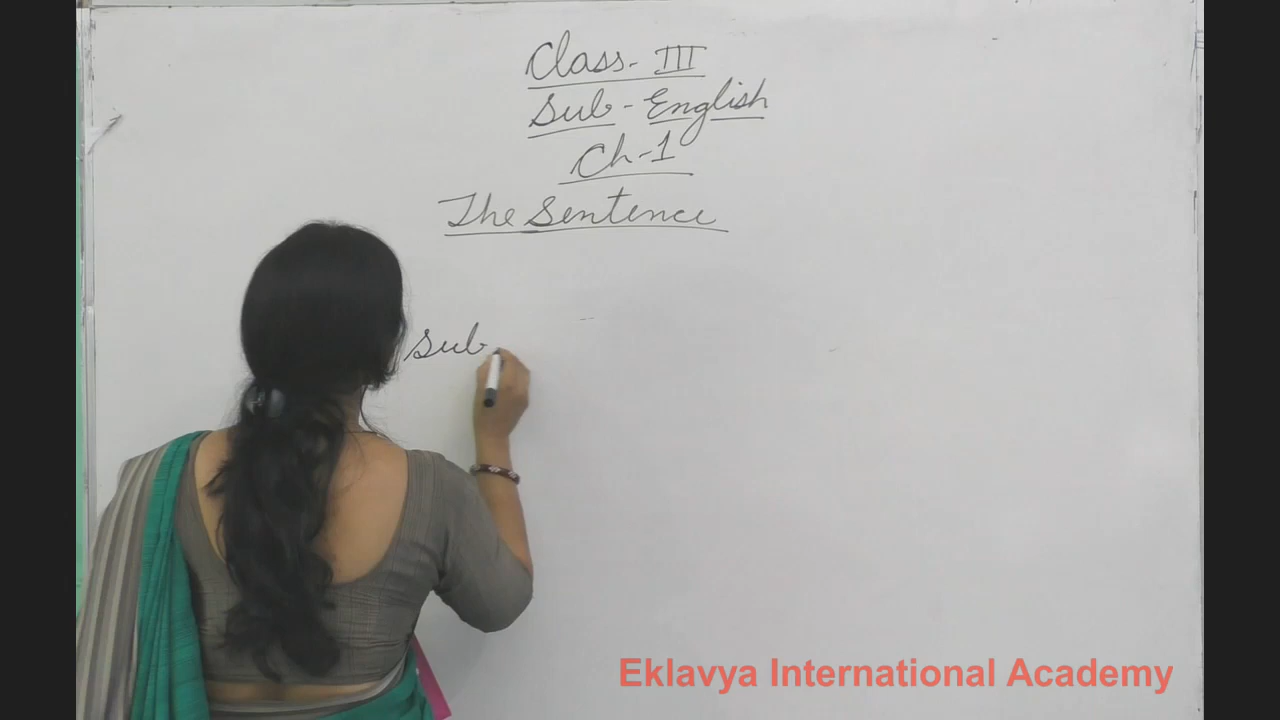 Class- III
Sub - English
Ch-1
The Sentence
Sub
Eklavya International Academy